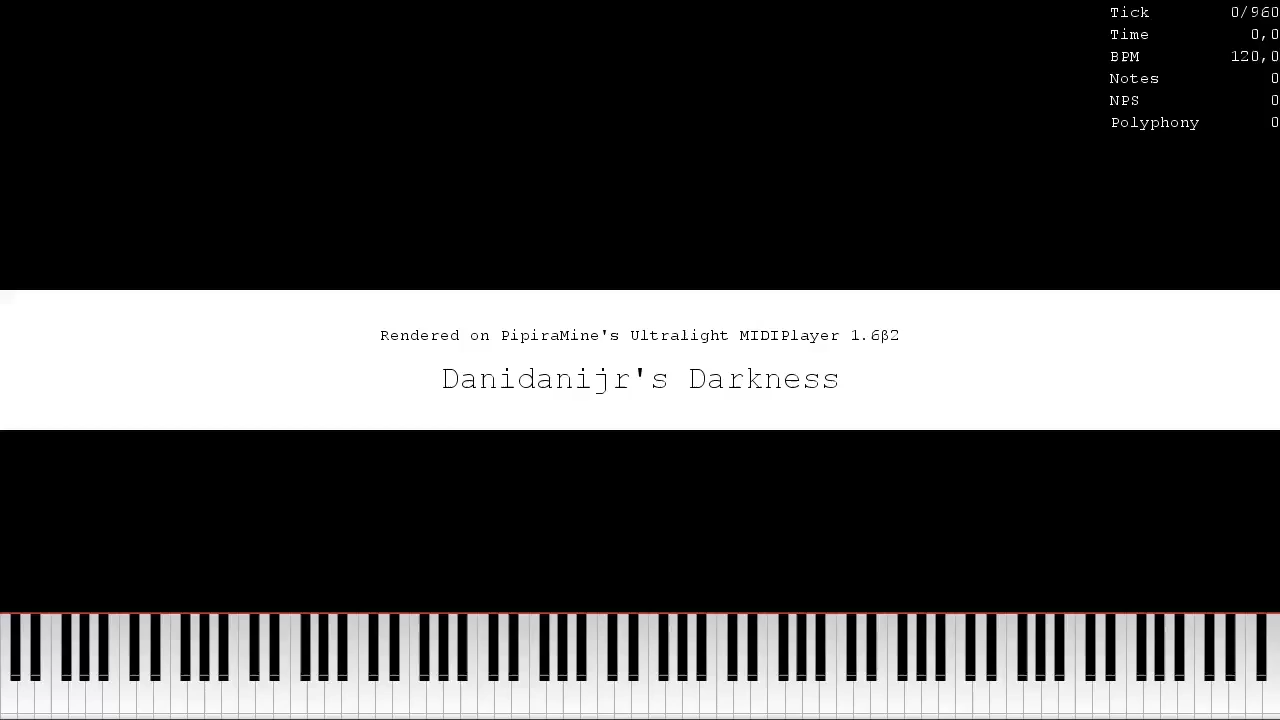 Tick 0/960
Time 0,0
BPM 120,0
Notes 0
NPS 0
Polyphony 0
Rendered on PipiraMine's Ultralight MIDIPlayer 1.6β2
Danidanijr's Darkness